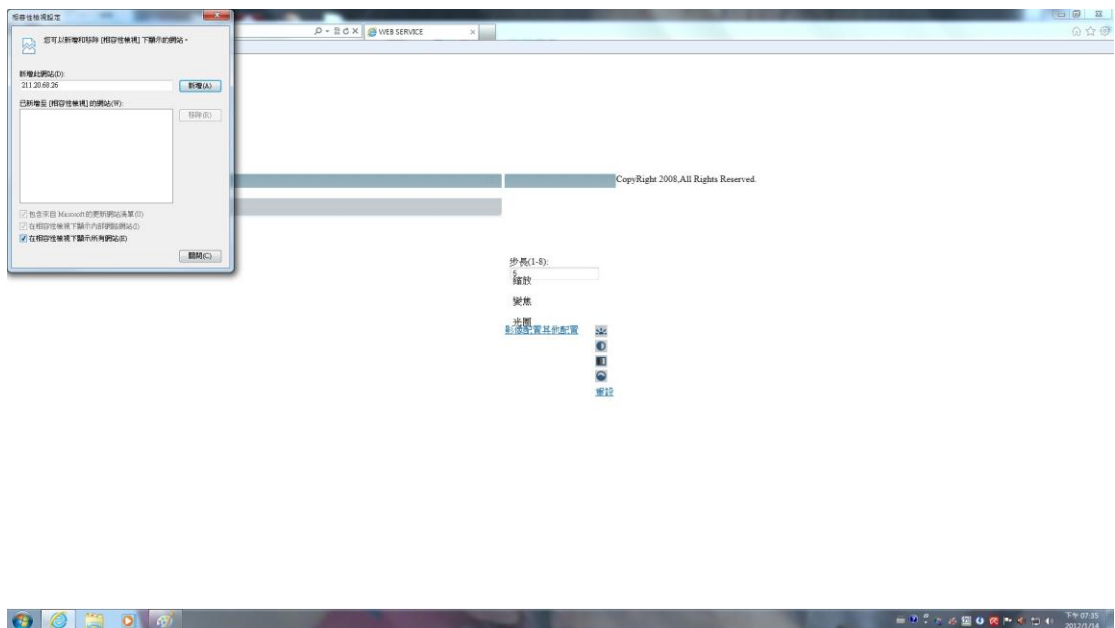 相容性檢視設定
您可以新增和移除 [相容性檢視] 下顯示的網站。
新增此網站(D):
211.20.68.26
新增(A)
已新增至 [相容性檢視] 的網站(W):
移除(R)
包含來自 Microsoft 的更新網站清單(U)
在相容性檢視下顯示內部網路網站(I)
在相容性檢視下顯示所有網站(E)
關閉(C)
WEB SERVICE
CopyRight 2008,All Rights Reserved.
步長(1-8):
5
縮放
變焦
光圈
影像配置其他配置
重設
下午 07:35
2012/1/14